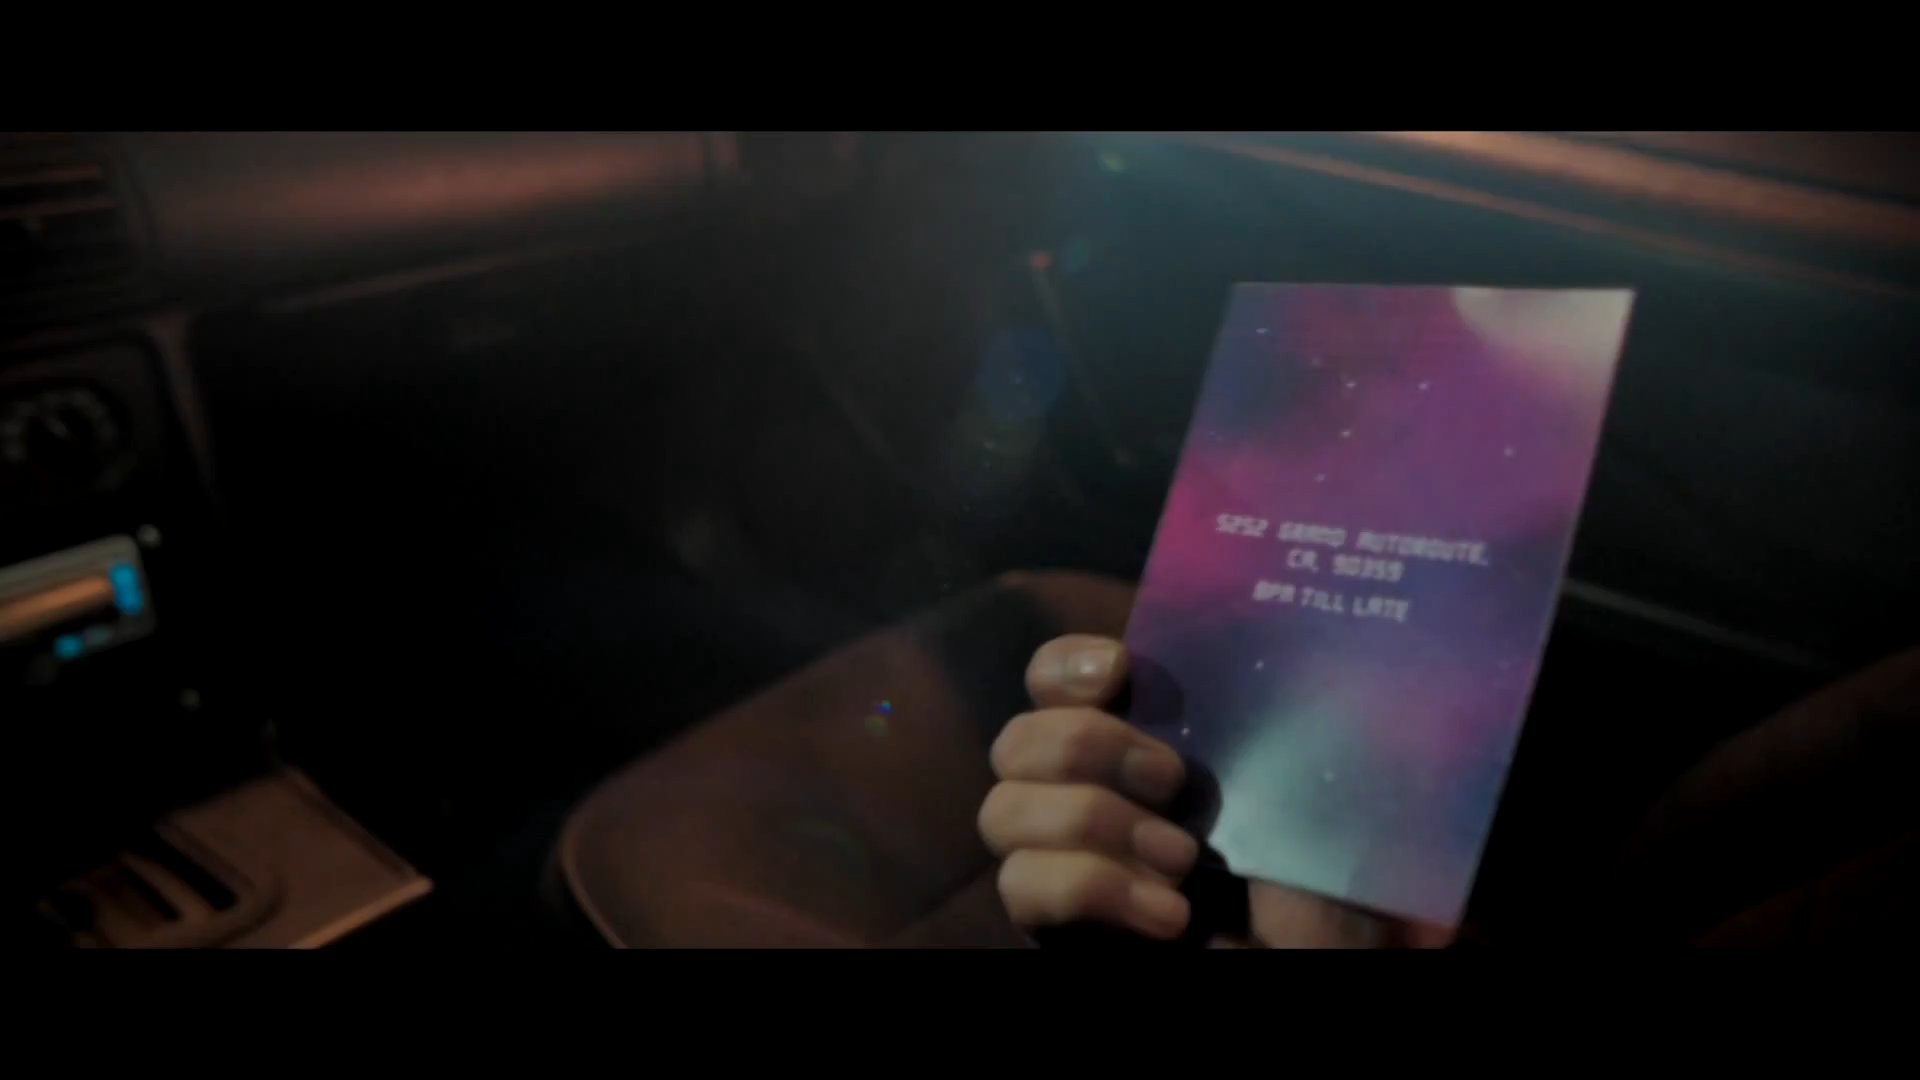 5252 GRAND AUTOROUTE,
CA, 90359
8PM TILL LATE